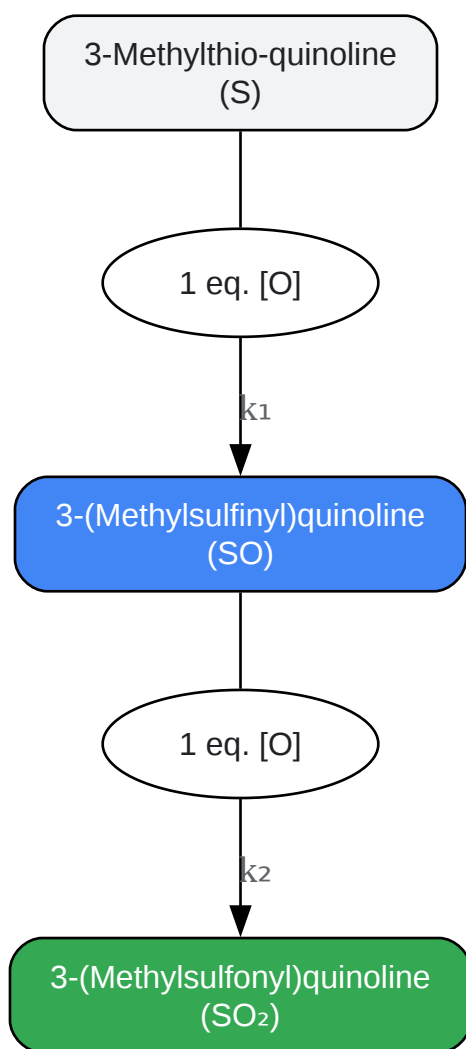 3-Methylthio-quinoline
(S)
1 eq. [O]
k₁
3-(Methylsulfinyl)quinoline
(SO)
1 eq. [O]
k₂
3-(Methylsulfonyl)quinoline
(SO₂)